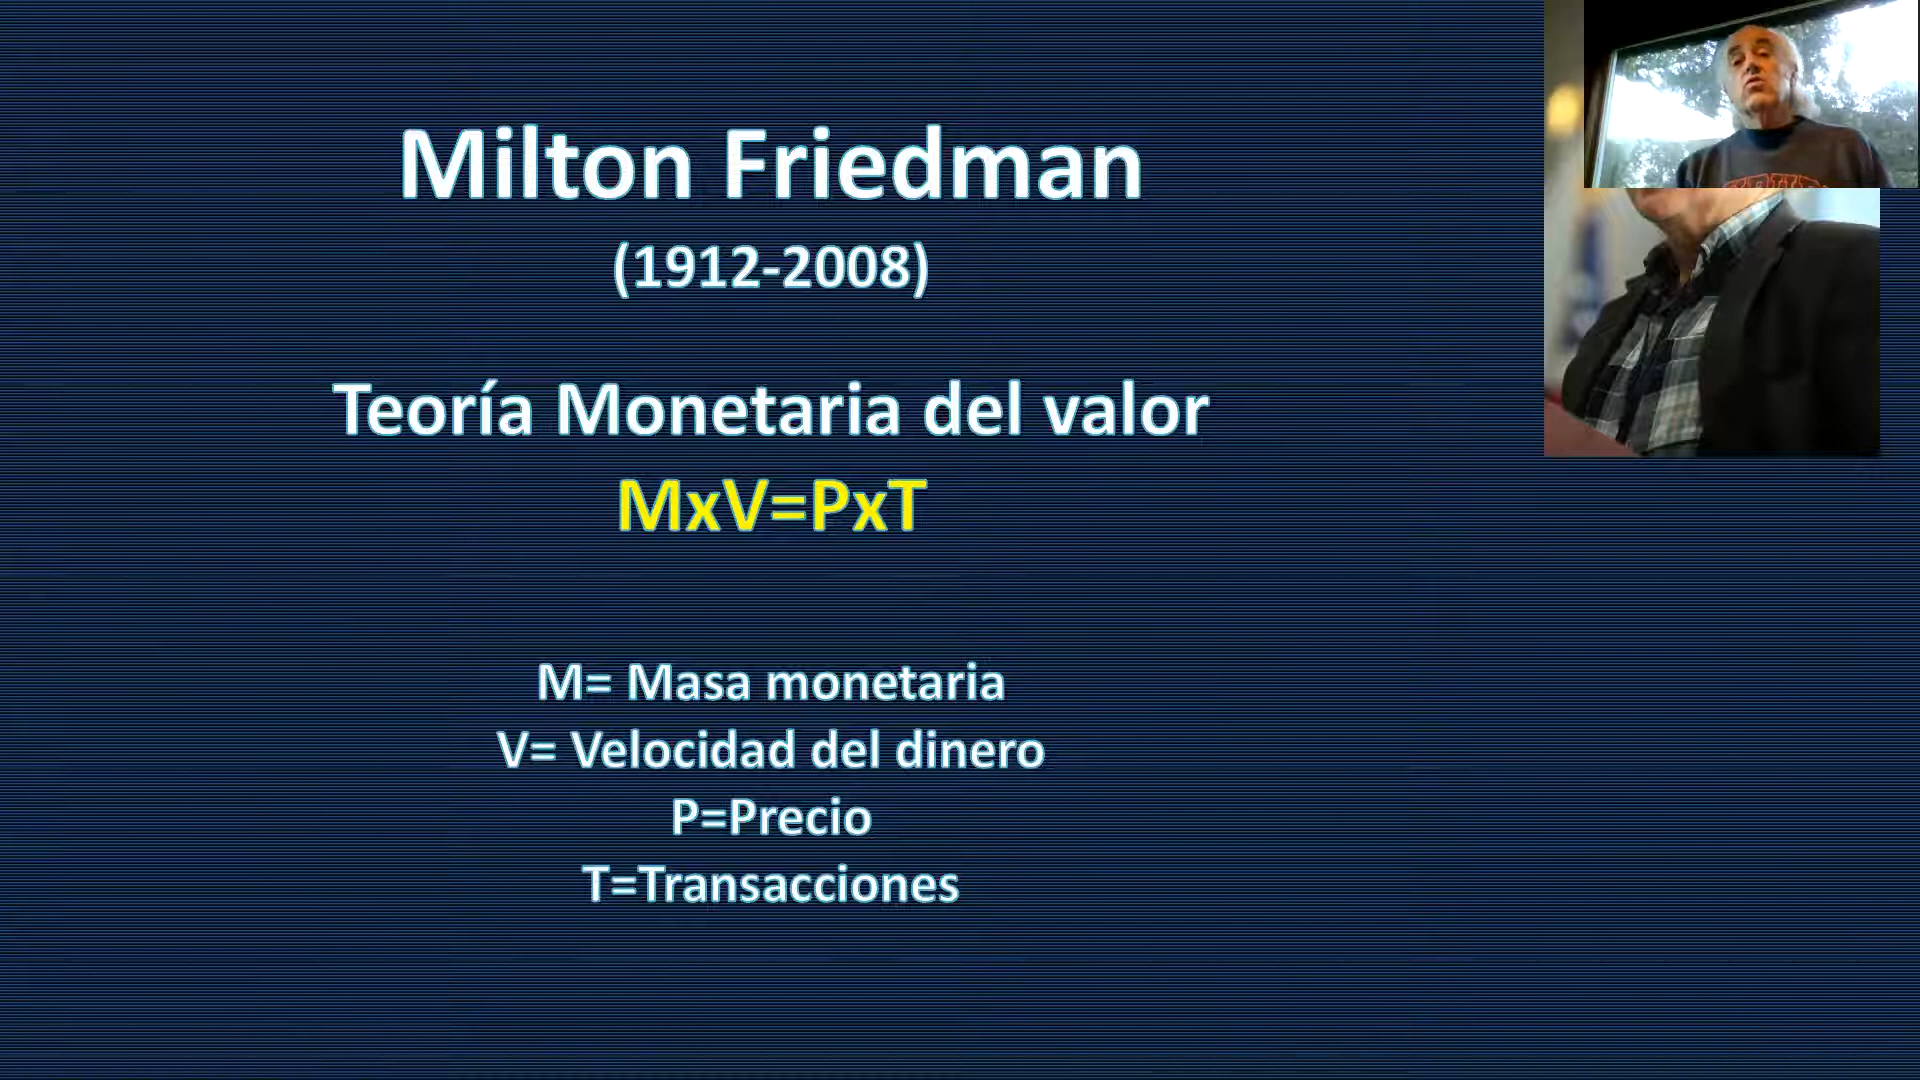 Milton Friedman
(1912-2008)
Teoría Monetaria del valor
MxV=PxT
M= Masa monetaria
V= Velocidad del dinero
P=Precio
T=Transacciones